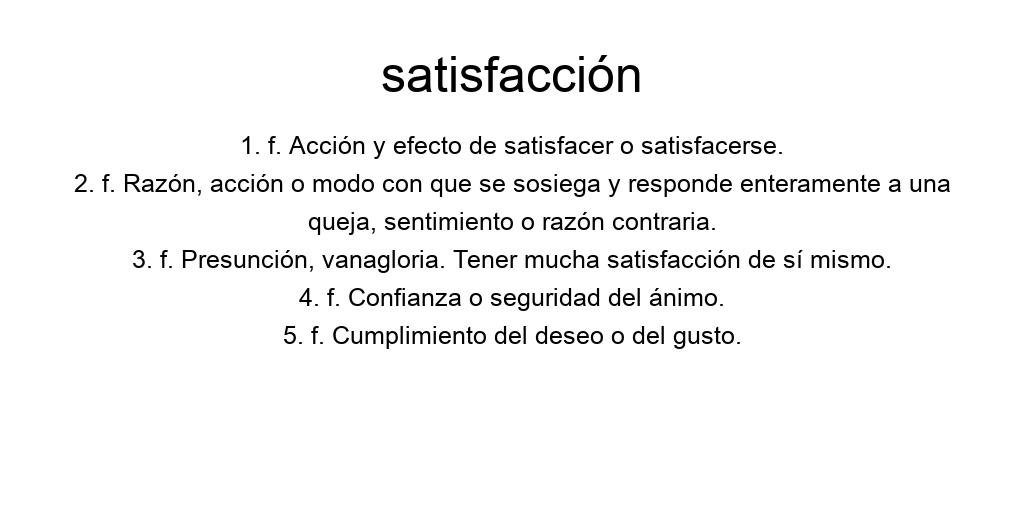 satisfacción
1. f. Acción y efecto de satisfacer o satisfacerse.
2. f. Razón, acción o modo con que se sosiega y responde enteramente a una
queja, sentimiento o razón contraria.
3. f. Presunción, vanagloria. Tener mucha satisfacción de sí mismo.
4. f. Confianza o seguridad del ánimo.
5. f. Cumplimiento del deseo o del gusto.